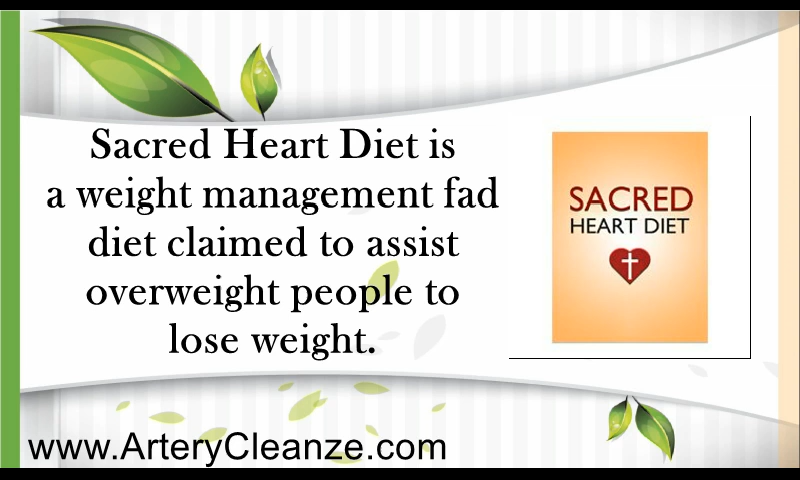 Sacred Heart Diet is
a weight management fad
diet claimed to assist
overweight people to
lose weight.
SACRED
HEART DIET
www.ArteryCleanze.com